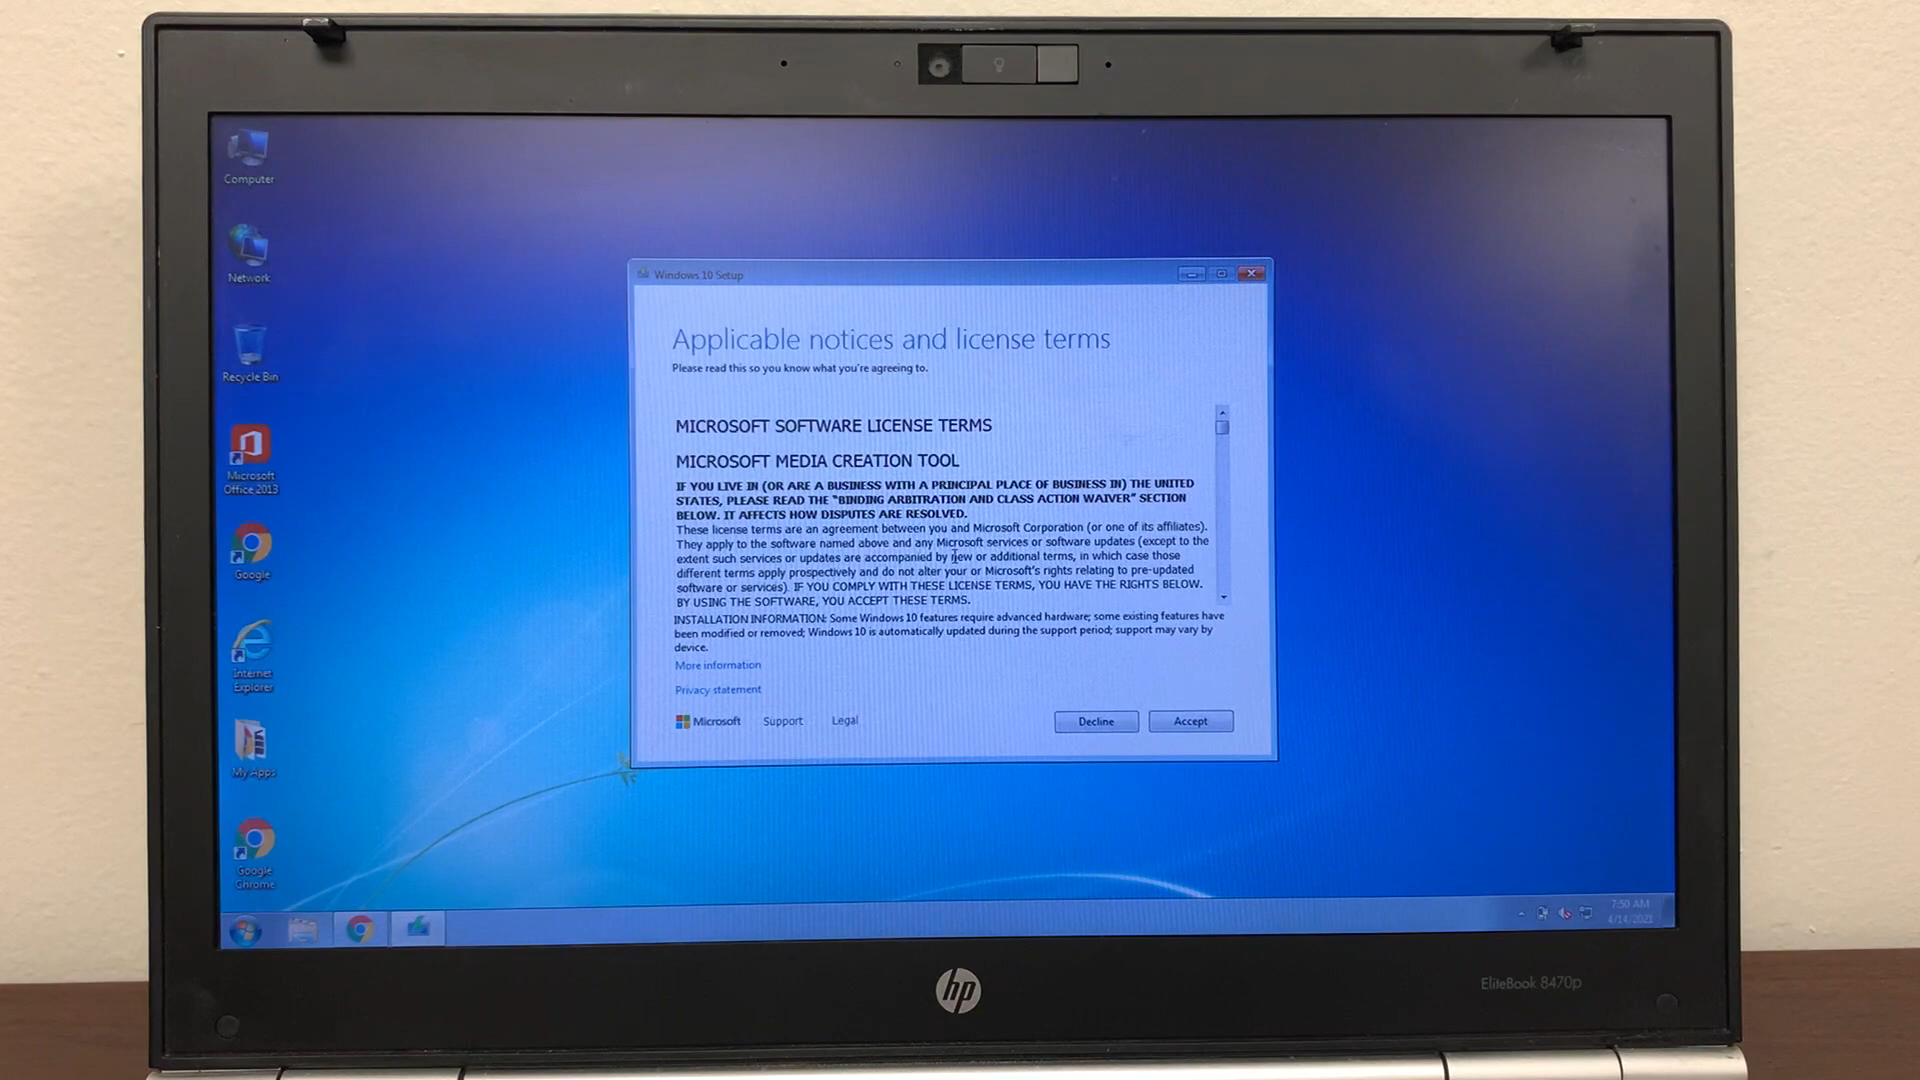 Computer
Network
Recycle Bin
Microsoft
Office 2013
Google
Internet
Explorer
My Apps
Google
Chrome
Windows 10 Setup
Applicable notices and license terms
Please read this so you know what you're agreeing to.
MICROSOFT SOFTWARE LICENSE TERMS
MICROSOFT MEDIA CREATION TOOL
IF YOU LIVE IN (OR ARE A BUSINESS WITH A PRINCIPAL PLACE OF BUSINESS IN) THE UNITED
STATES, PLEASE READ THE "BINDING ARBITRATION AND CLASS ACTION WAIVER" SECTION
BELOW. IT AFFECTS HOW DISPUTES ARE RESOLVED.
These license terms are an agreement between you and Microsoft Corporation (or one of its affiliates).
They apply to the software named above and any Microsoft services or software updates (except to the
extent such services or updates are accompanied by new or additional terms, in which case those
different terms apply prospectively and do not alter your or Microsoft's rights relating to pre-updated
software or services). IF YOU COMPLY WITH THESE LICENSE TERMS, YOU HAVE THE RIGHTS BELOW.
BY USING THE SOFTWARE, YOU ACCEPT THESE TERMS.
INSTALLATION INFORMATION: Some Windows 10 features require advanced hardware; some existing features have
been modified or removed; Windows 10 is automatically updated during the support period; support may vary by
device.
More information
Privacy statement
Microsoft Support Legal Decline Accept
7:50 AM
4/14/2021
hp
EliteBook 8470p